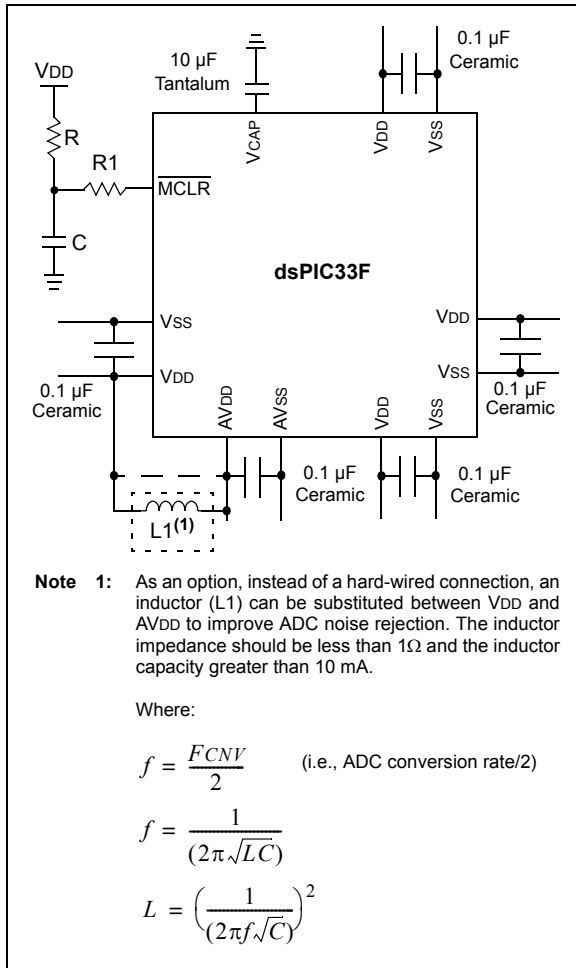 0.1 µF
Ceramic
10 µF
Tantalum
VDD
R
R1
C
VCAP
VDD
VSS
MCLR
dsPIC33F
VSS
VDD
VDD
VSS
0.1 µF
Ceramic
0.1 µF
Ceramic
AVDD
AVSS
VDD
VSS
0.1 µF
Ceramic
0.1 µF
Ceramic
L1(1)
Note 1: As an option, instead of a hard-wired connection, an
inductor (L1) can be substituted between VDD and
AVDD to improve ADC noise rejection. The inductor
impedance should be less than 1Ω and the inductor
capacity greater than 10 mA.
Where:
f = FCNV / 2 (i.e., ADC conversion rate/2)
f = 1 / (2π√LC)
L = (1 / (2πf√C))²